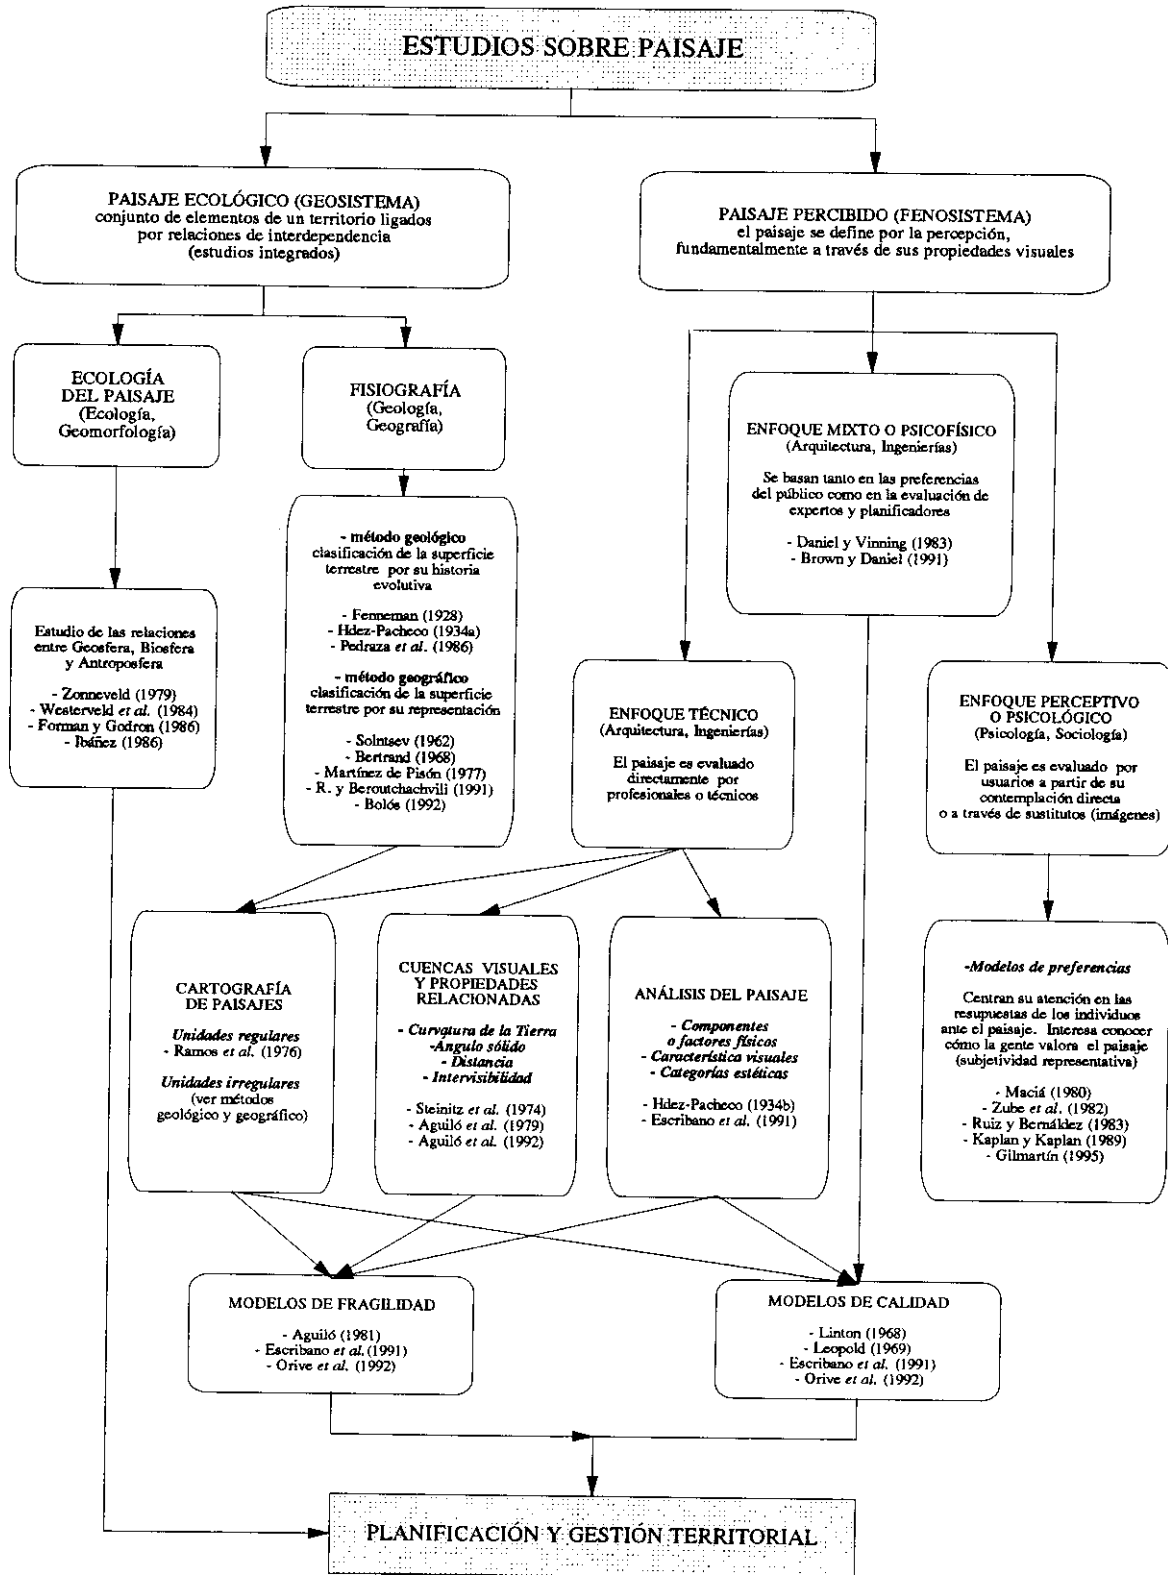 ESTUDIOS SOBRE PAISAJE
PAISAJE ECOLÓGICO (GEOSISTEMA)
conjunto de elementos de un territorio ligados
por relaciones de interdependencia
(estudios integrados)
PAISAJE PERCIBIDO (FENOSISTEMA)
el paisaje se define por la percepción,
fundamentalmente a través de sus propiedades visuales
ECOLOGÍA
DEL PAISAJE
(Ecología,
Geomorfología)
FISIOGRAFÍA
(Geología,
Geografía)
ENFOQUE MIXTO O PSICOFÍSICO
(Arquitectura, Ingenierías)
Se basan tanto en las preferencias
del público como en la evaluación de
expertos y planificadores
- Daniel y Vinning (1983)
- Brown y Daniel (1991)
Estudio de las relaciones
entre Geosfera, Biosfera
y Antroposfera
- Zonneveld (1979)
- Westerveld et al. (1984)
- Forman y Godron (1986)
- Ibáñez (1986)
- método geológico
clasificación de la superficie
terrestre por su historia
evolutiva
- Fenneman (1928)
- Hdez-Pacheco (1934a)
- Pedraza et al. (1986)
- método geográfico
clasificación de la superficie
terrestre por su representación
- Solntsev (1962)
- Bertrand (1968)
- Martínez de Pisón (1977)
- R. y Beroutchachvili (1991)
- Bolós (1992)
ENFOQUE TÉCNICO
(Arquitectura, Ingenierías)
El paisaje es evaluado
directamente por
profesionales o técnicos
ENFOQUE PERCEPTIVO
O PSICOLÓGICO
(Psicología, Sociología)
El paisaje es evaluado por
usuarios a partir de su
contemplación directa
o a través de sustitutos (imágenes)
CARTOGRAFÍA
DE PAISAJES
Unidades regulares
- Ramos et al. (1976)
Unidades irregulares
(ver métodos
geológico y geográfico)
CUENCAS VISUALES
Y PROPIEDADES
RELACIONADAS
- Curvatura de la Tierra
-Angulo sólido
- Distancia
- Intervisibilidad
- Steinitz et al. (1974)
- Aguiló et al. (1979)
- Aguiló et al. (1992)
ANÁLISIS DEL PAISAJE
- Componentes
o factores físicos
- Característica visuales
- Categorías estéticas
- Hdez-Pacheco (1934b)
- Escribano et al. (1991)
-Modelos de preferencias
Centran su atención en las
resupuestas de los individuos
ante el paisaje. Interesa conocer
cómo la gente valora el paisaje
(subjetividad representativa)
- Maciá (1980)
- Zube et al. (1982)
- Ruiz y Bernáldez (1983)
- Kaplan y Kaplan (1989)
- Gilmartín (1995)
MODELOS DE FRAGILIDAD
- Aguiló (1981)
- Escribano et al. (1991)
- Orive et al. (1992)
MODELOS DE CALIDAD
- Linton (1968)
- Leopold (1969)
- Escribano et al. (1991)
- Orive et al. (1992)
PLANIFICACIÓN Y GESTIÓN TERRITORIAL